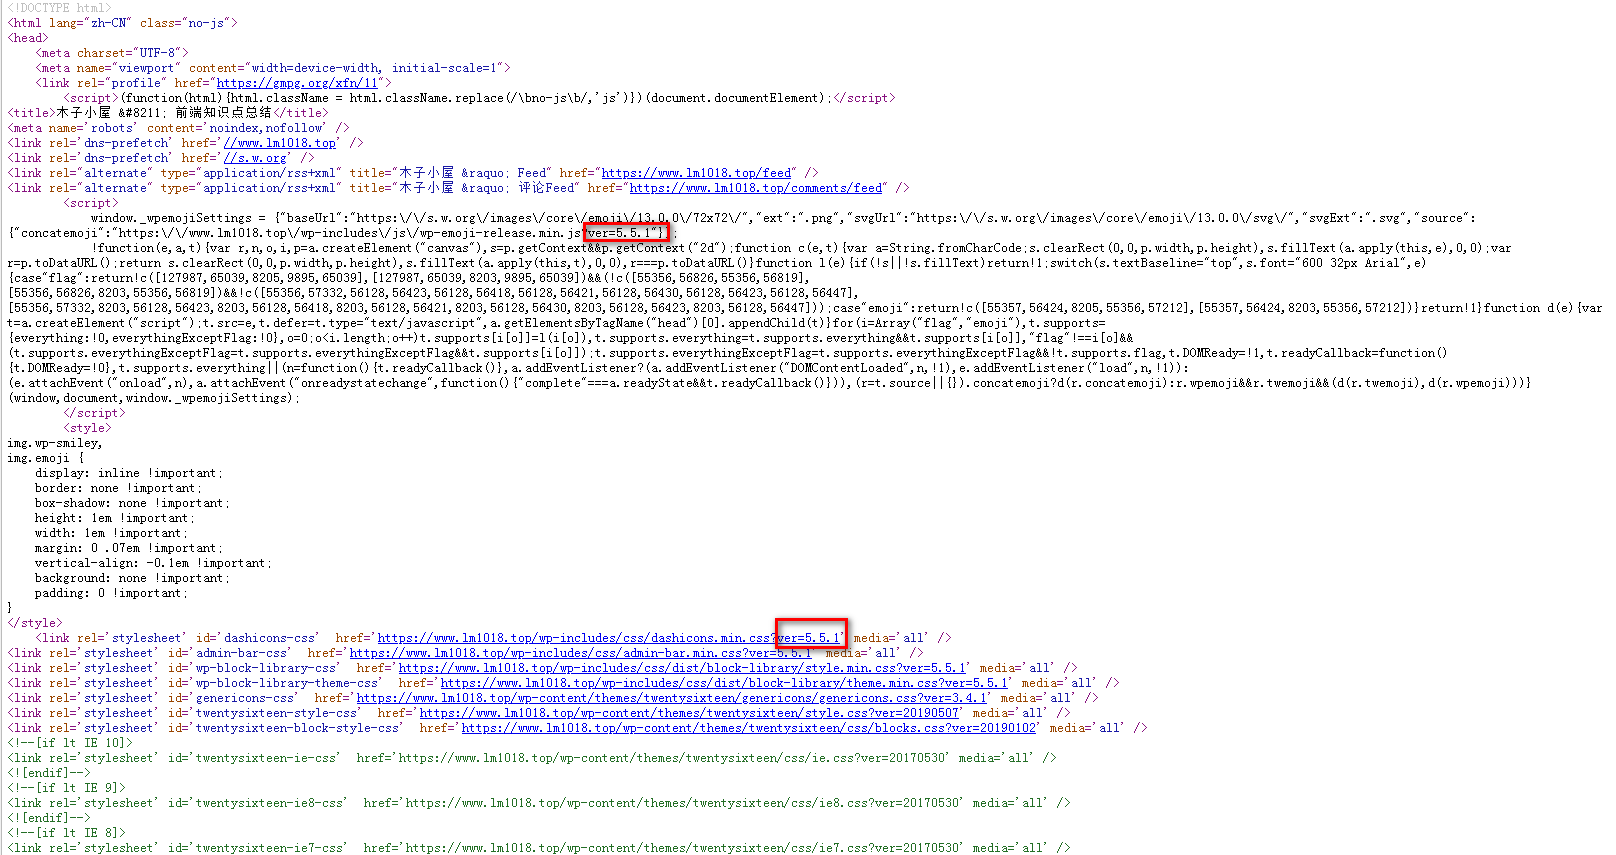 <!DOCTYPE html>
<html lang="zh-CN" class="no-js">
<head>
<meta charset="UTF-8">
<meta name="viewport" content="width=device-width, initial-scale=1">
<link rel="profile" href="https://gmpg.org/xfn/11">
<script>(function(html){html.className = html.className.replace(/\bno-js\b/,'js')})(document.documentElement);</script>
<title>木子小屋 &#8211; 前端知识点总结</title>
<meta name='robots' content='noindex,nofollow' />
<link rel='dns-prefetch' href='//www.lm1018.top' />
<link rel='dns-prefetch' href='//s.w.org' />
<link rel="alternate" type="application/rss+xml" title="木子小屋 &raquo; Feed" href="https://www.lm1018.top/feed" />
<link rel="alternate" type="application/rss+xml" title="木子小屋 &raquo; 评论Feed" href="https://www.lm1018.top/comments/feed" />
<script>
window._wpemojiSettings = {"baseUrl":"https:\/\/s.w.org\/images\/core\/emoji\/13.0.0\/72x72\/","ext":".png","svgUrl":"https:\/\/s.w.org\/images\/core\/emoji\/13.0.0\/svg\/","svgExt":".svg","source":
{"concatemoji":"https:\/\/www.lm1018.top\/wp-includes\/js\/wp-emoji-release.min.js?ver=5.5.1"}};
!function(e,a,t){var r,n,o,i,p=a.createElement("canvas"),s=p.getContext&&p.getContext("2d");function c(e,t){var a=String.fromCharCode;s.clearRect(0,0,p.width,p.height),s.fillText(a.apply(this,e),0,0);var
r=p.toDataURL();return s.clearRect(0,0,p.width,p.height),s.fillText(a.apply(this,t),0,0),r===p.toDataURL()}function l(e){if(!s||!s.fillText)return!1;switch(s.textBaseline="top",s.font="600 32px Arial",e)
{case"flag":return!c([127987,65039,8205,9895,65039],[127987,65039,8203,9895,65039])&&(!c([55356,56826,55356,56819],
[55356,56826,8203,55356,56819])&&!c([55356,57332,56128,56423,56128,56418,56128,56421,56128,56430,56128,56423,56128,56447],
[55356,57332,8203,56128,56423,8203,56128,56418,8203,56128,56421,8203,56128,56430,8203,56128,56423,8203,56128,56447]));case"emoji":return!c([55357,56424,8205,55356,57212],[55357,56424,8203,55356,57212])}return!1}function d(e){var
t=a.createElement("script");t.src=e,t.defer=t.type="text/javascript",a.getElementsByTagName("head")[0].appendChild(t)}for(i=Array("flag","emoji"),t.supports=
{everything:!0,everythingExceptFlag:!0},o=0;o<i.length;o++)t.supports[i[o]]=l(i[o]),t.supports.everything=t.supports.everything&&t.supports[i[o]],"flag"!==i[o]&&
(t.supports.everythingExceptFlag=t.supports.everythingExceptFlag&&t.supports[i[o]]);t.supports.everythingExceptFlag=t.supports.everythingExceptFlag&&!t.supports.flag,t.DOMReady=!1,t.readyCallback=function()
{t.DOMReady=!0},t.supports.everything||(n=function(){t.readyCallback()},a.addEventListener?(a.addEventListener("DOMContentLoaded",n,!1),e.addEventListener("load",n,!1)):
(e.attachEvent("onload",n),a.attachEvent("onreadystatechange",function(){"complete"===a.readyState&&t.readyCallback()})),(r=t.source||{}).concatemoji?d(r.concatemoji):r.wpemoji&&r.twemoji&&(d(r.twemoji),d(r.wpemoji)))}
(window,document,window._wpemojiSettings);
</script>
<style>
img.wp-smiley,
img.emoji {
display: inline !important;
border: none !important;
box-shadow: none !important;
height: 1em !important;
width: 1em !important;
margin: 0 .07em !important;
vertical-align: -0.1em !important;
background: none !important;
padding: 0 !important;
}
</style>
<link rel='stylesheet' id='dashicons-css' href='https://www.lm1018.top/wp-includes/css/dashicons.min.css?ver=5.5.1' media='all' />
<link rel='stylesheet' id='admin-bar-css' href='https://www.lm1018.top/wp-includes/css/admin-bar.min.css?ver=5.5.1' media='all' />
<link rel='stylesheet' id='wp-block-library-css' href='https://www.lm1018.top/wp-includes/css/dist/block-library/style.min.css?ver=5.5.1' media='all' />
<link rel='stylesheet' id='wp-block-library-theme-css' href='https://www.lm1018.top/wp-includes/css/dist/block-library/theme.min.css?ver=5.5.1' media='all' />
<link rel='stylesheet' id='genericons-css' href='https://www.lm1018.top/wp-content/themes/twentysixteen/genericons/genericons.css?ver=3.4.1' media='all' />
<link rel='stylesheet' id='twentysixteen-style-css' href='https://www.lm1018.top/wp-content/themes/twentysixteen/style.css?ver=20190507' media='all' />
<link rel='stylesheet' id='twentysixteen-block-style-css' href='https://www.lm1018.top/wp-content/themes/twentysixteen/css/blocks.css?ver=20190102' media='all' />
<!--[if lt IE 10]>
<link rel='stylesheet' id='twentysixteen-ie-css' href='https://www.lm1018.top/wp-content/themes/twentysixteen/css/ie.css?ver=20170530' media='all' />
<![endif]-->
<!--[if lt IE 9]>
<link rel='stylesheet' id='twentysixteen-ie8-css' href='https://www.lm1018.top/wp-content/themes/twentysixteen/css/ie8.css?ver=20170530' media='all' />
<![endif]-->
<!--[if lt IE 8]>
<link rel='stylesheet' id='twentysixteen-ie7-css' href='https://www.lm1018.top/wp-content/themes/twentysixteen/css/ie7.css?ver=20170530' media='all' />